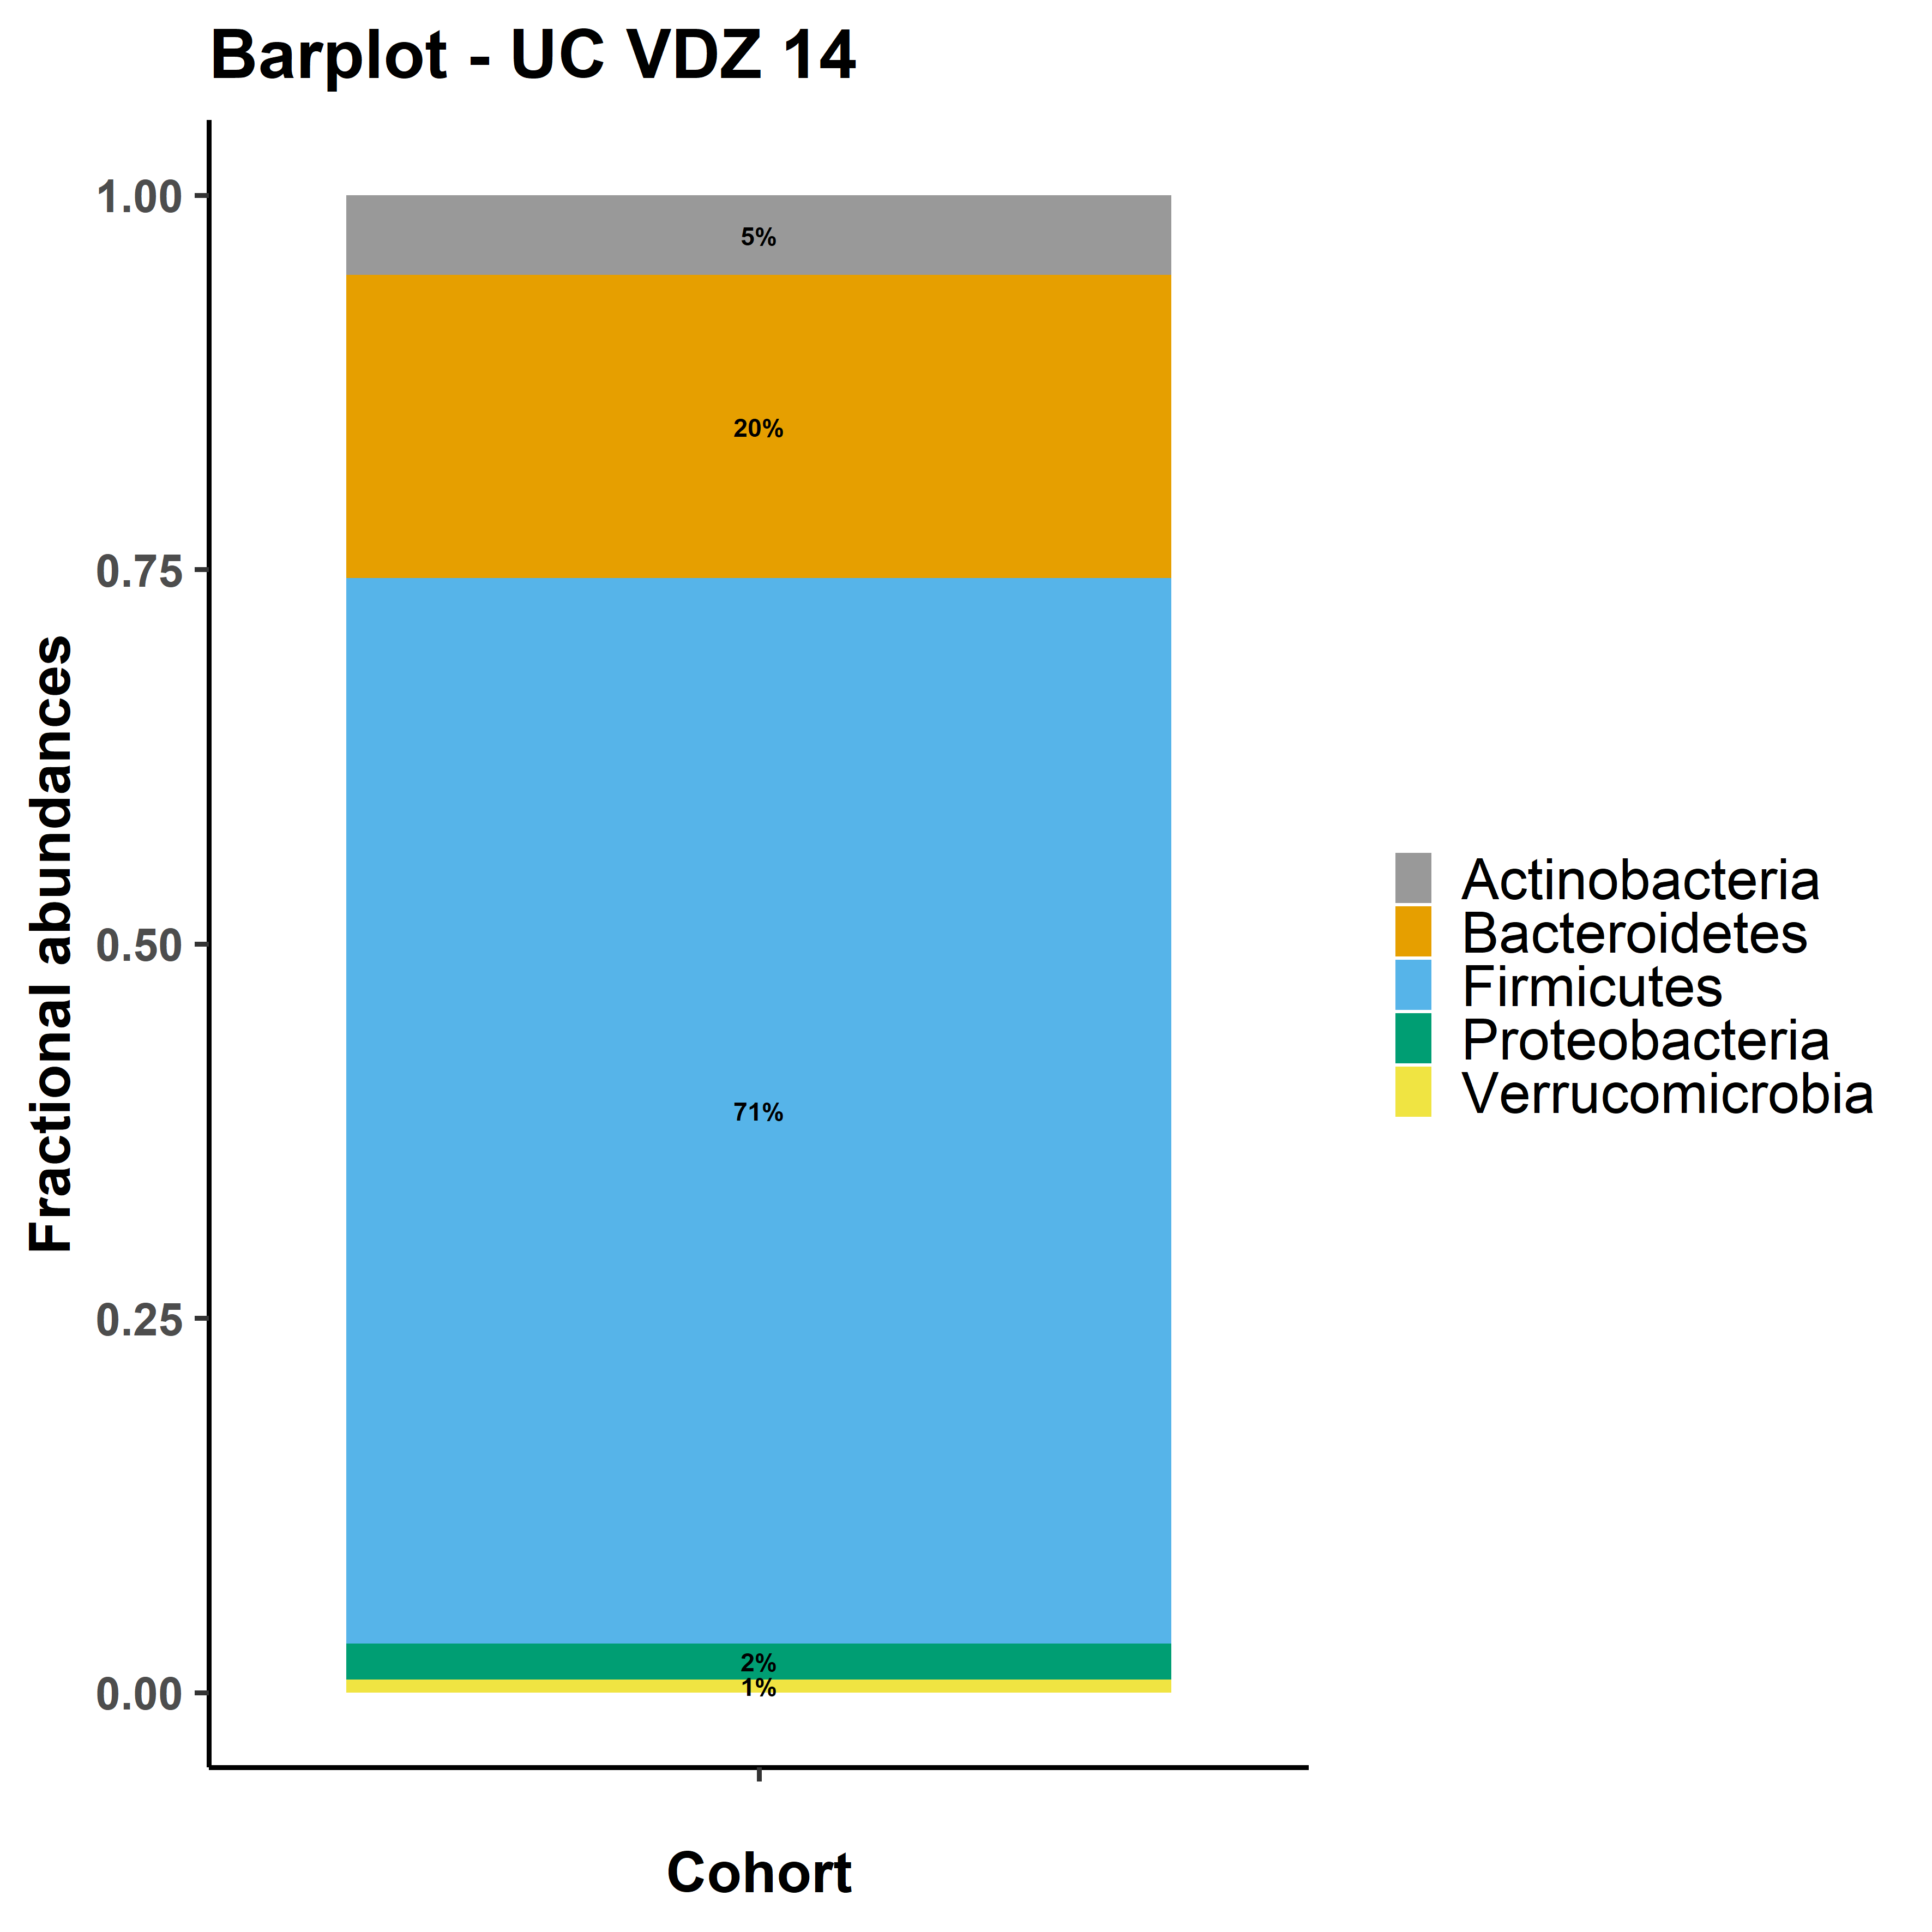 Barplot - UC VDZ 14
Fractional abundances
1.00
0.75
0.50
0.25
0.00
5%
20%
71%
2%
1%
Cohort
Actinobacteria
Bacteroidetes
Firmicutes
Proteobacteria
Verrucomicrobia